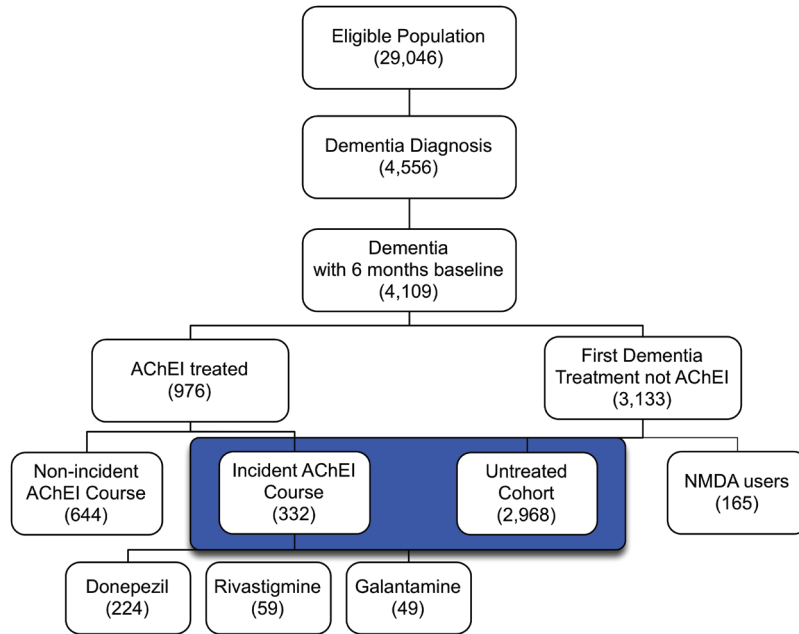 Eligible Population
(29,046)
Dementia Diagnosis
(4,556)
Dementia
with 6 months baseline
(4,109)
AChEI treated
(976)
First Dementia
Treatment not AChEI
(3,133)
Non-incident
AChEI Course
(644)
Incident AChEI
Course
(332)
Untreated
Cohort
(2,968)
NMDA users
(165)
Donepezil
(224)
Rivastigmine
(59)
Galantamine
(49)